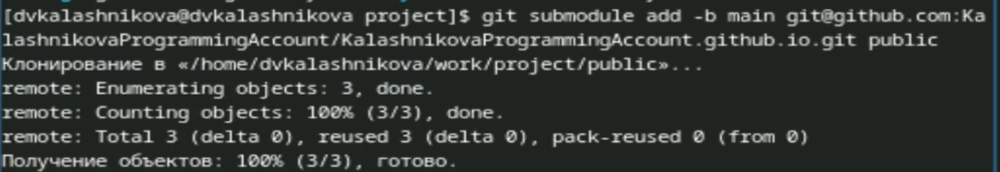 [dvkalashnikova@dvkalashnikova project]$ git submodule add -b main git@github.com:Ka
lashnikovaProgrammingAccount/KalashnikovaProgrammingAccount.github.io.git public
Клонирование в «/home/dvkalashnikova/work/project/public»...
remote: Enumerating objects: 3, done.
remote: Counting objects: 100% (3/3), done.
remote: Total 3 (delta 0), reused 3 (delta 0), pack-reused 0 (from 0)
Получение объектов: 100% (3/3), готово.